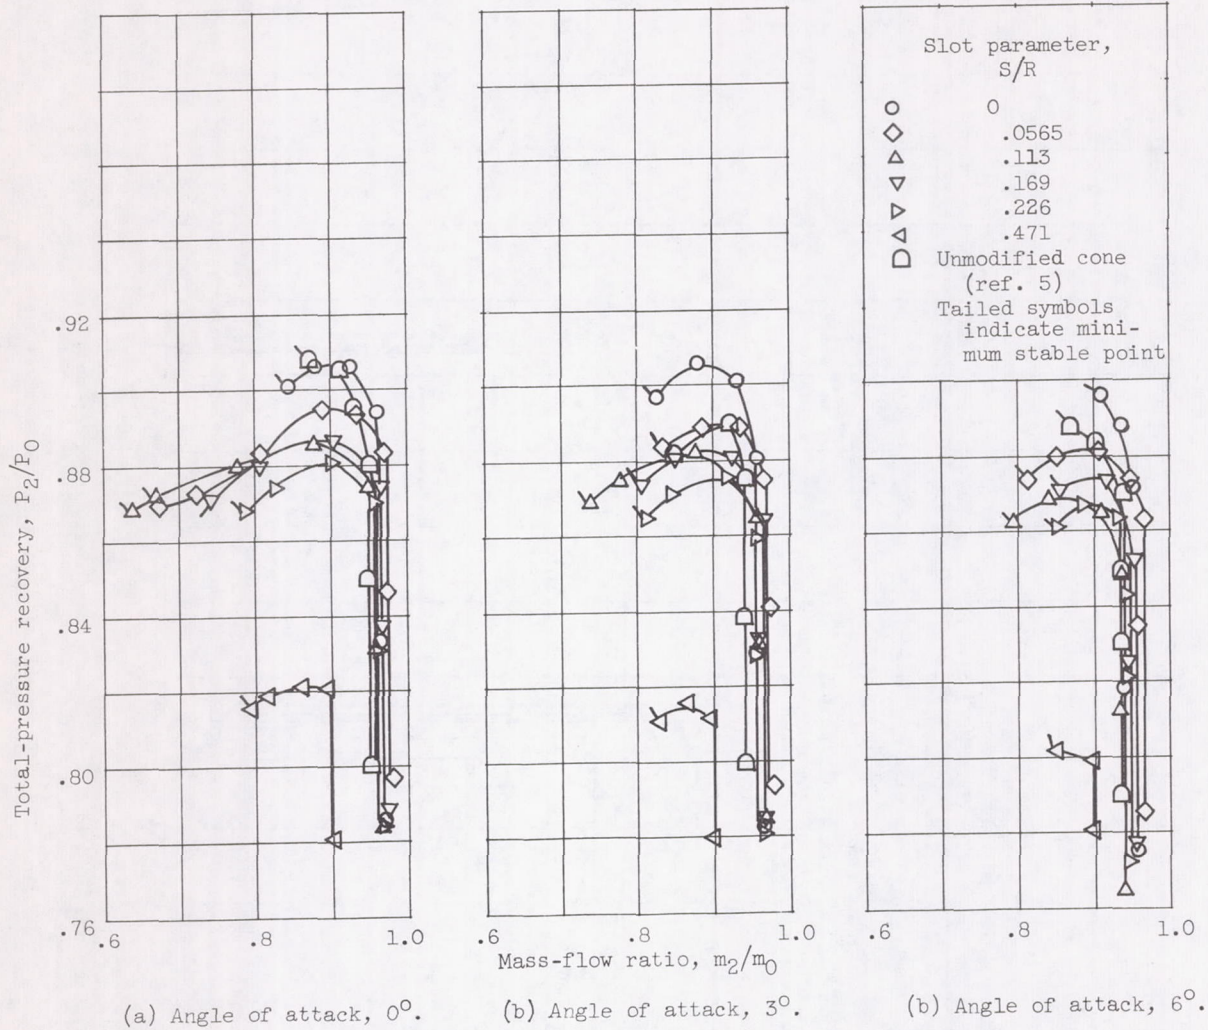 Slot parameter,
S/R
0
.0565
.113
.169
.226
.471
Unmodified cone
(ref. 5)
Tailed symbols
indicate mini-
mum stable point
Total-pressure recovery, P2/P0
.92
.88
.84
.80
.76
.6 .8 1.0 .6 .8 1.0 .6 .8 1.0
Mass-flow ratio, m2/m0
(a) Angle of attack, 0°. (b) Angle of attack, 3°. (b) Angle of attack, 6°.